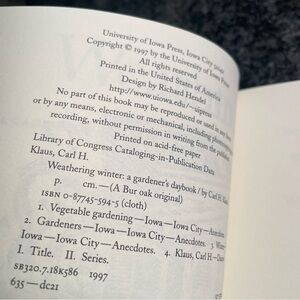 University of Iowa Press, Iowa City
Copyright © 1997 by the University of Iowa Press
All rights reserved
Printed in the United States of America
Design by Richard Hendel
http://www.uiowa.edu/~uipress
No part of this book may be reproduced or used in any form
or by any means, electronic or mechanical, including
recording, without permission in writing from the
Printed on acid-free paper
Library of Congress Cataloging-in-Publication Data
Klaus, Carl H.
Weathering winter: a gardener's daybook / by Carl H.
p. cm.—(A Bur oak original)
ISBN 0-87745-594-5 (cloth)
1. Vegetable gardening—Iowa—Iowa City—Anecdotes.
2. Gardeners—Iowa—Iowa City—Anecdotes. 3.
Iowa—Iowa City—Anecdotes. 4. Klaus, Carl H.
I. Title. II. Series.
SB320.7.I8K586 1997
635—dc21